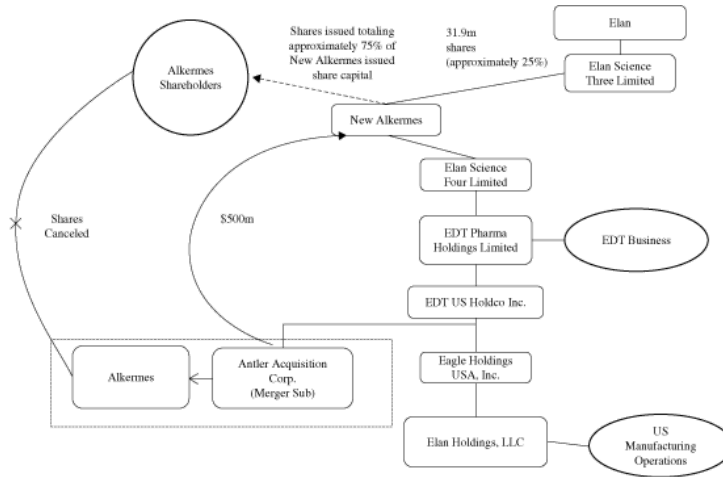 Shares issued totaling
approximately 75% of
New Alkermes issued
share capital
31.9m
shares
(approximately 25%)
Elan
Alkermes
Shareholders
Elan Science
Three Limited
New Alkermes
Elan Science
Four Limited
Shares
Canceled
$500m
EDT Pharma
Holdings Limited
EDT Business
EDT US Holdco Inc.
Alkermes
Antler Acquisition
Corp.
(Merger Sub)
Eagle Holdings
USA, Inc.
Elan Holdings, LLC
US
Manufacturing
Operations